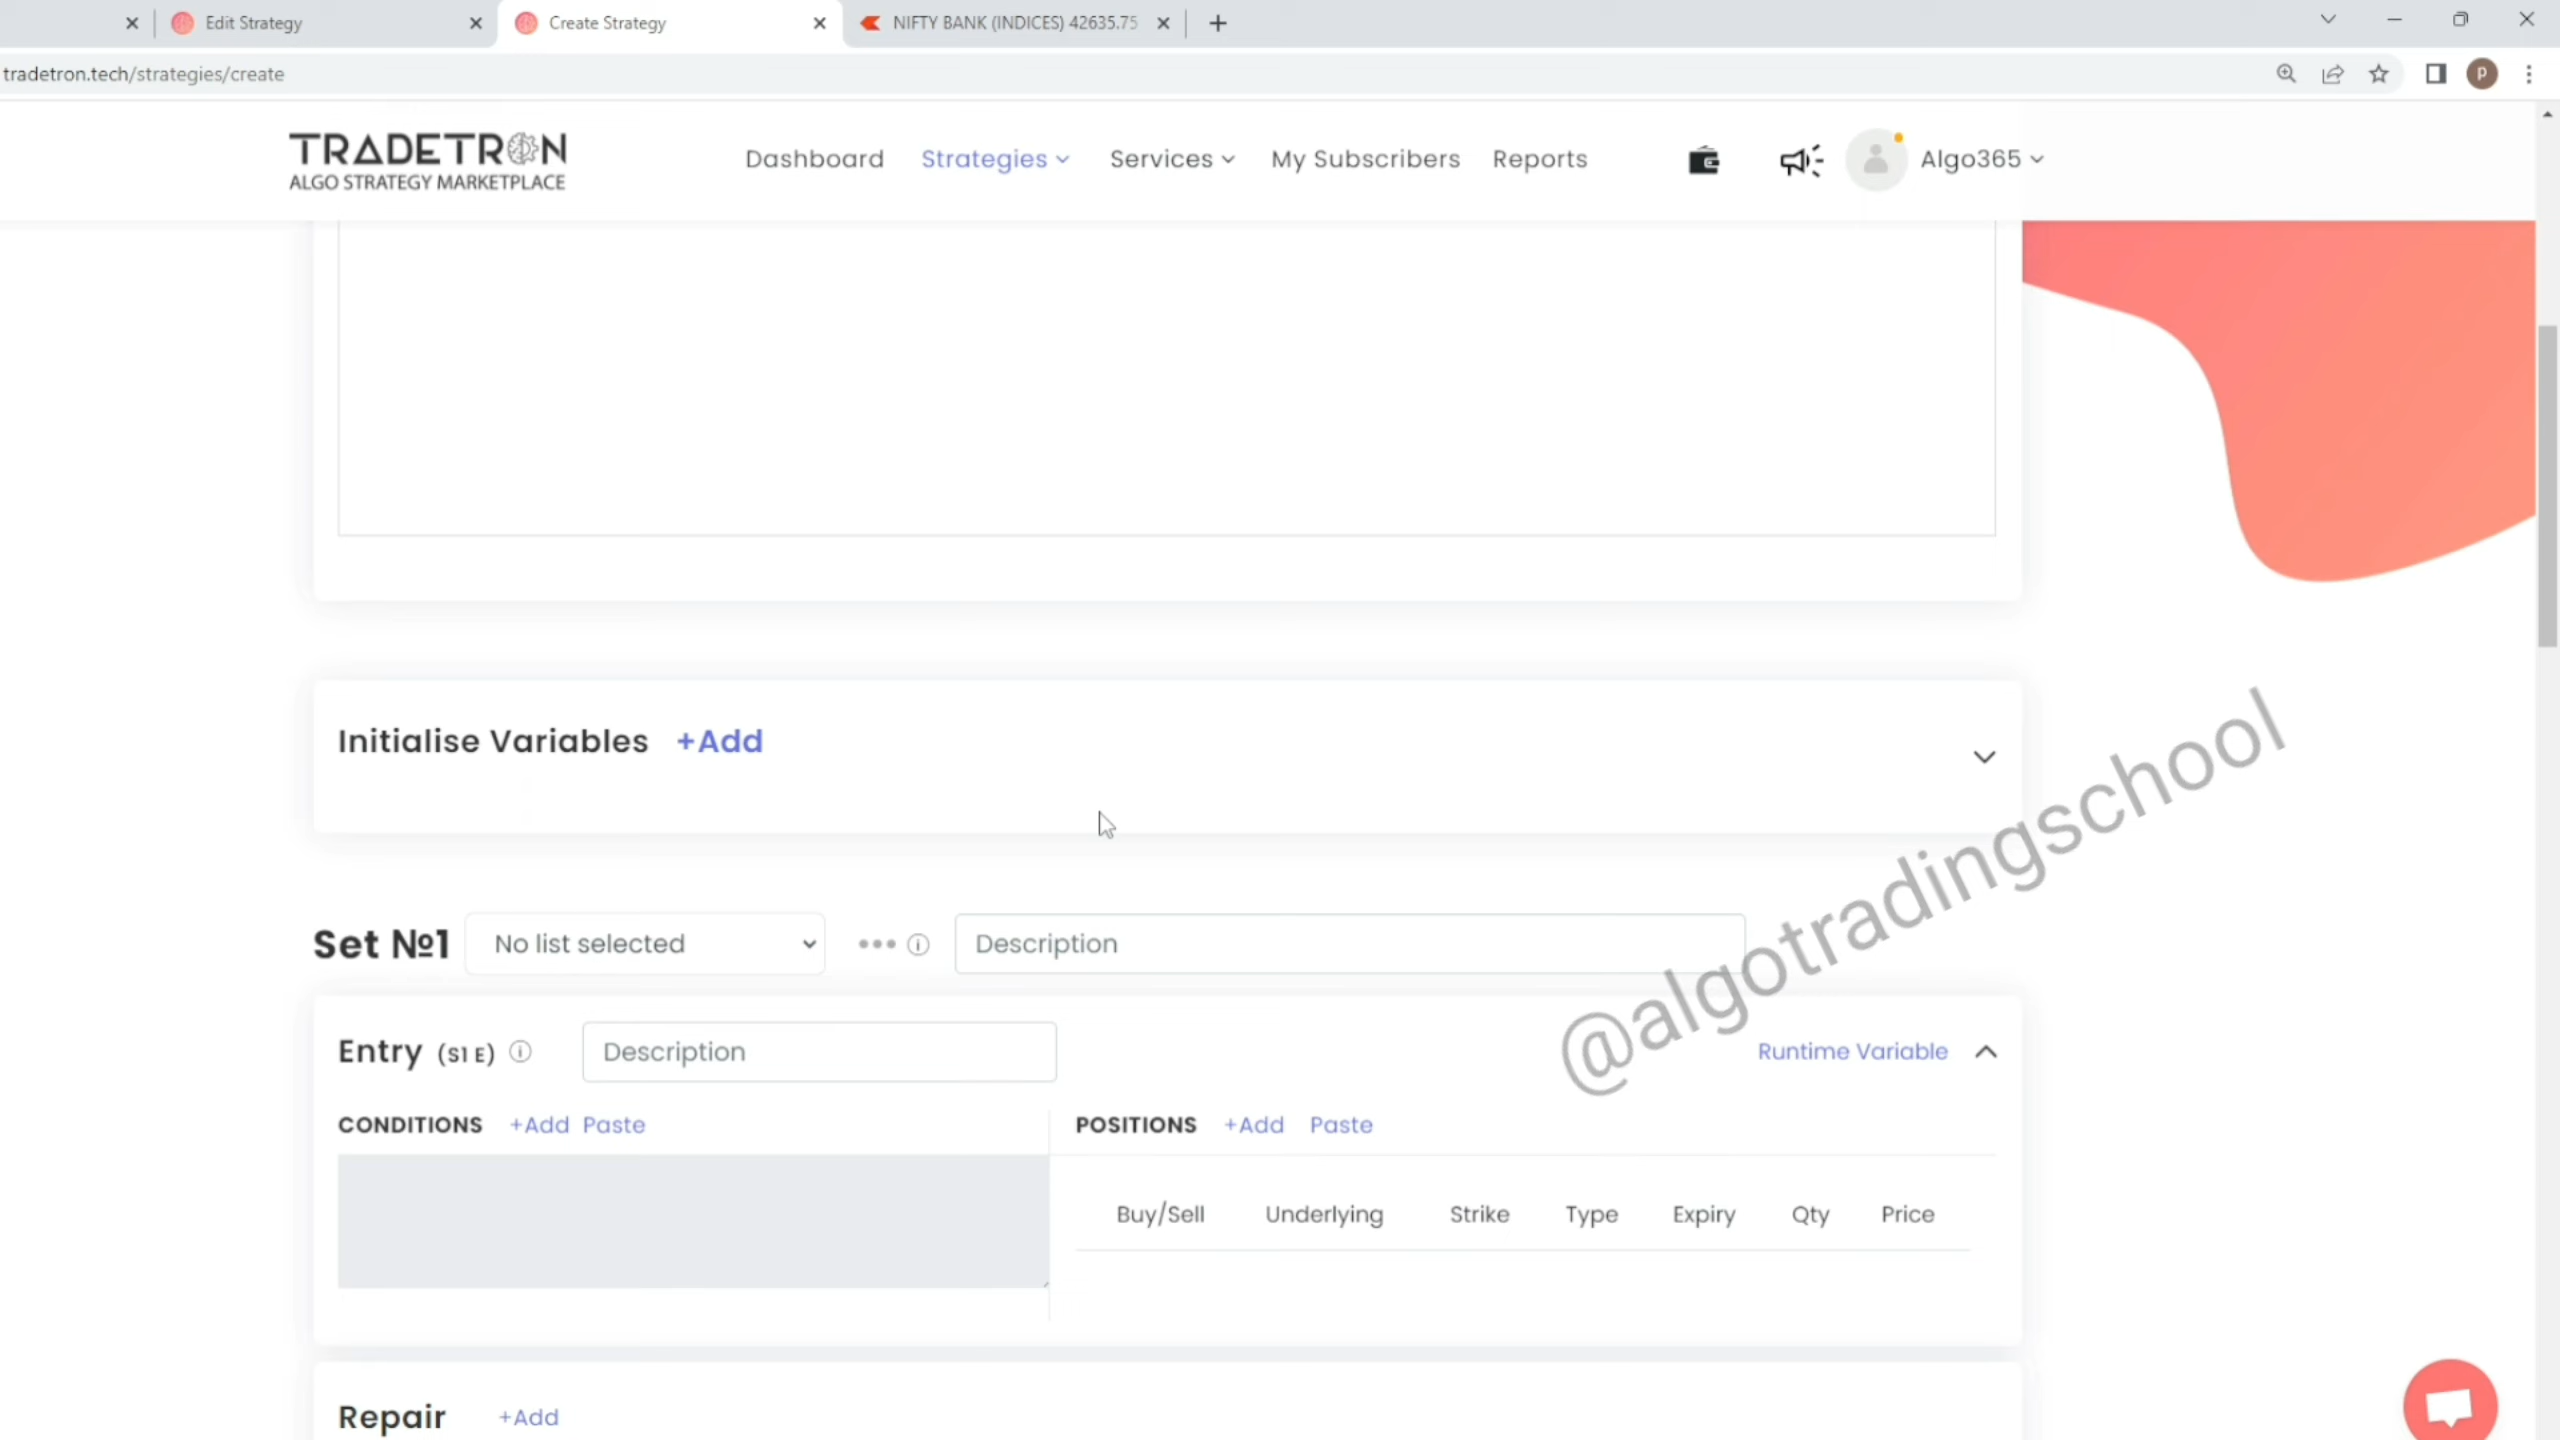 Edit Strategy
Create Strategy
NIFTY BANK (INDICES) 42635.75
tradetron.tech/strategies/create
p
TRADETRON
ALGO STRATEGY MARKETPLACE
Dashboard
Strategies
Services
My Subscribers
Reports
Algo365
Initialise Variables +Add
Set №1
No list selected
Description
@algotradingschool
Entry (S1 E)
Description
Runtime Variable
CONDITIONS +Add Paste
POSITIONS +Add Paste
Buy/Sell Underlying Strike Type Expiry Qty Price
Repair +Add